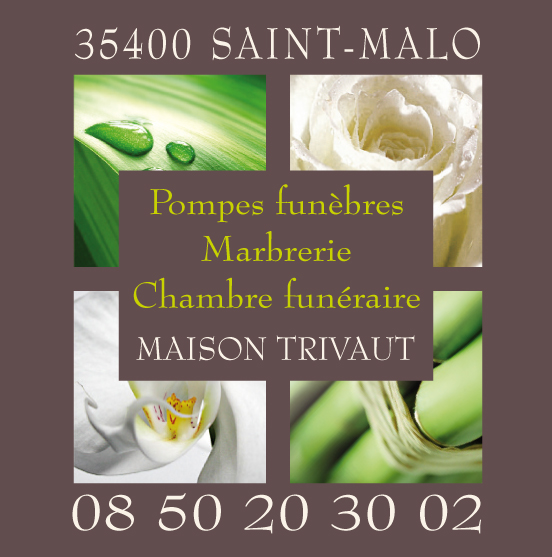 35400 SAINT-MALO
Pompes funèbres
Marbrerie
Chambre funéraire
MAISON TRIVAUT
08 50 20 30 02